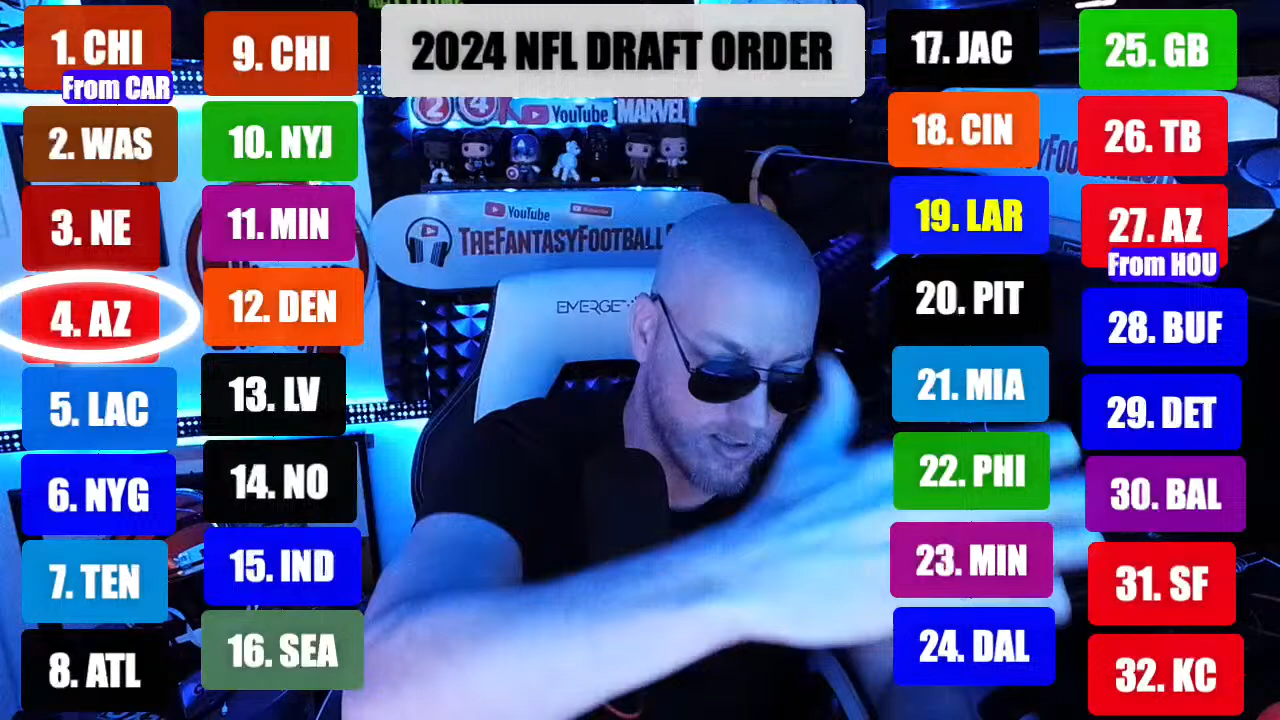 2024 NFL DRAFT ORDER
1. CHI
From CAR
2. WAS
3. NE
4. AZ
5. LAC
6. NYG
7. TEN
8. ATL
9. CHI
10. NYJ
11. MIN
12. DEN
13. LV
14. NO
15. IND
16. SEA
17. JAC
18. CIN
19. LAR
20. PIT
21. MIA
22. PHI
23. MIN
24. DAL
25. GB
26. TB
27. AZ
From HOU
28. BUF
29. DET
30. BAL
31. SF
32. KC
2 4 YouTube MARVEL
YouTube
THEFANTASYFOOTBALL
EMERGE